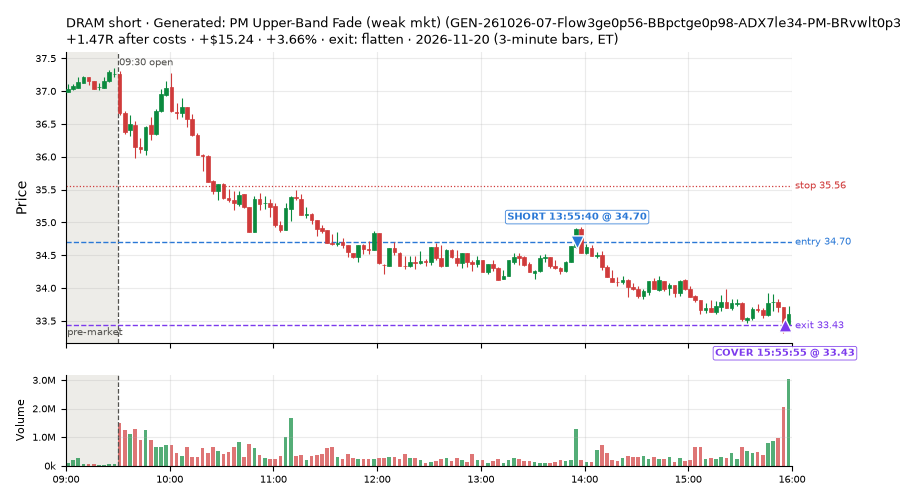 DRAM short · Generated: PM Upper-Band Fade (weak mkt) (GEN-261026-07-Flow3ge0p56-BBpctge0p98-ADX7le34-PM-BRvwlt0p3
+1.47R after costs · +$15.24 · +3.66% · exit: flatten · 2026-11-20 (3-minute bars, ET)
37.5
09:30 open
37.0
36.5
36.0
35.5
stop 35.56
Price
35.0
SHORT 13:55:40 @ 34.70
entry 34.70
34.5
34.0
33.5
exit 33.43
pre-market
COVER 15:55:55 @ 33.43
3.0M
2.0M
Volume
1.0M
0k
09:00
10:00
11:00
12:00
13:00
14:00
15:00
16:00